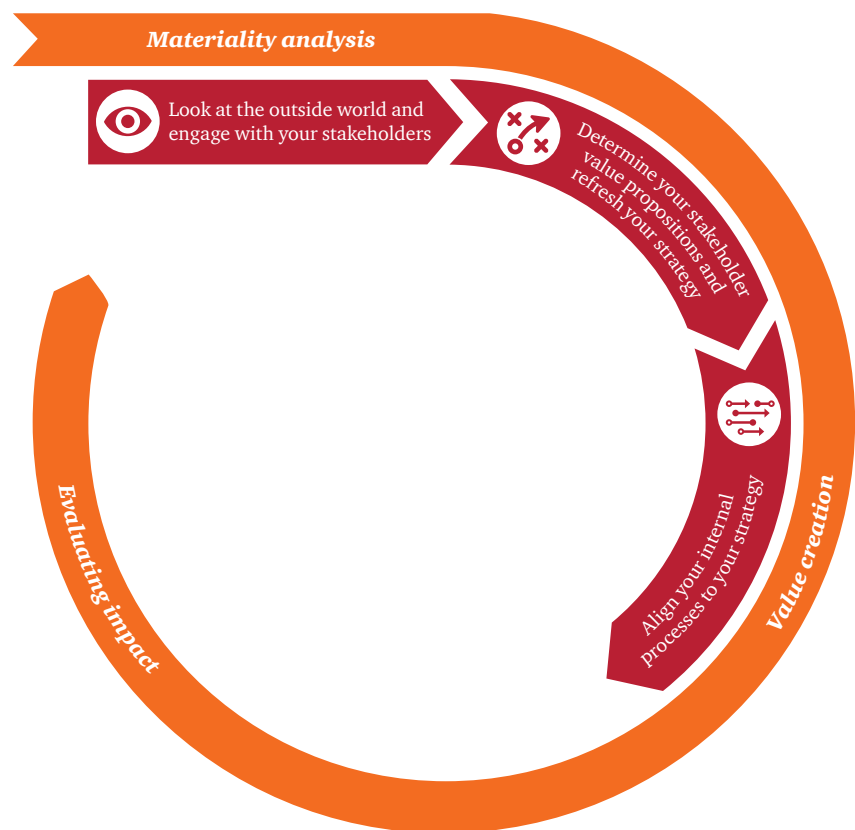 Materiality analysis
Look at the outside world and
engage with your stakeholders
Determine your stakeholder
value propositions and
refresh your strategy
Align your internal
processes to your strategy
Value creation
Evaluating impact